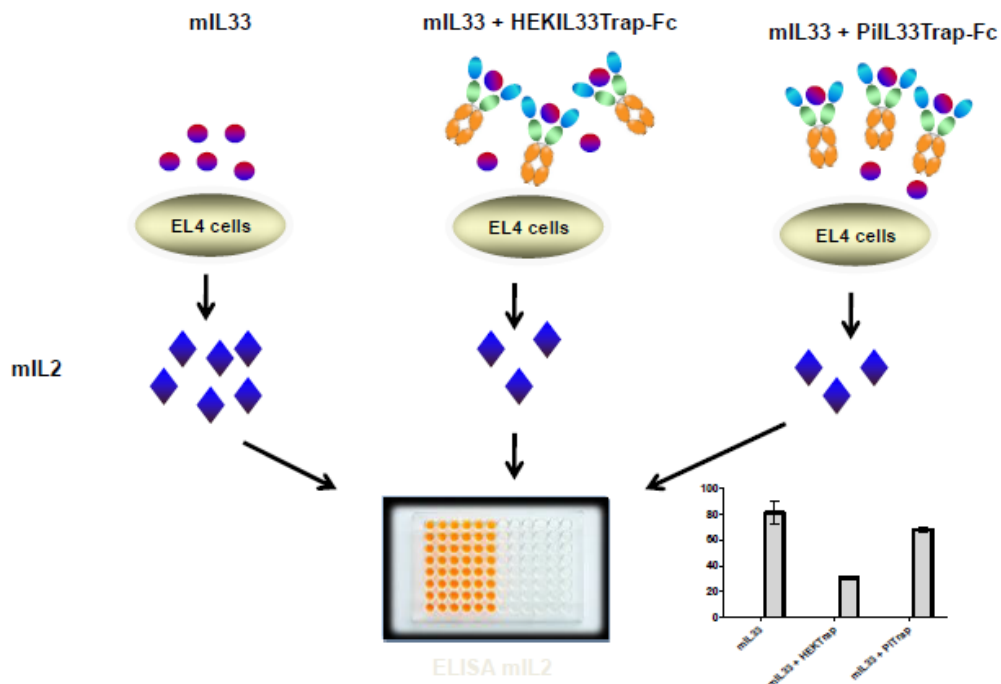 mIL33
mIL33 + HEKIL33Trap-Fc
mIL33 + PiIL33Trap-Fc
EL4 cells
EL4 cells
EL4 cells
mIL2
100
80
60
40
20
0
mIL33
mIL33 + HEKTrap
mIL33 + PITrap
ELISA mIL2